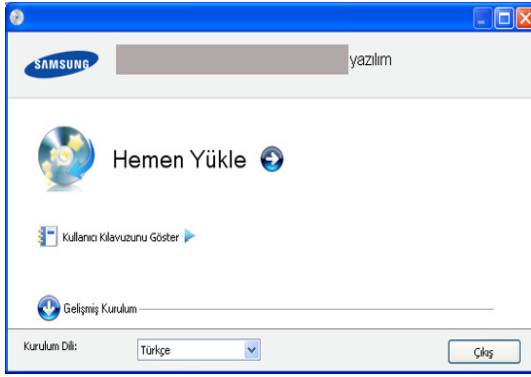 SAMSUNG
yazılım
Hemen Yükle
Kullanıcı Kılavuzunu Göster
Gelişmiş Kurulum
Kurulum Dili:
Türkçe
Çıkış